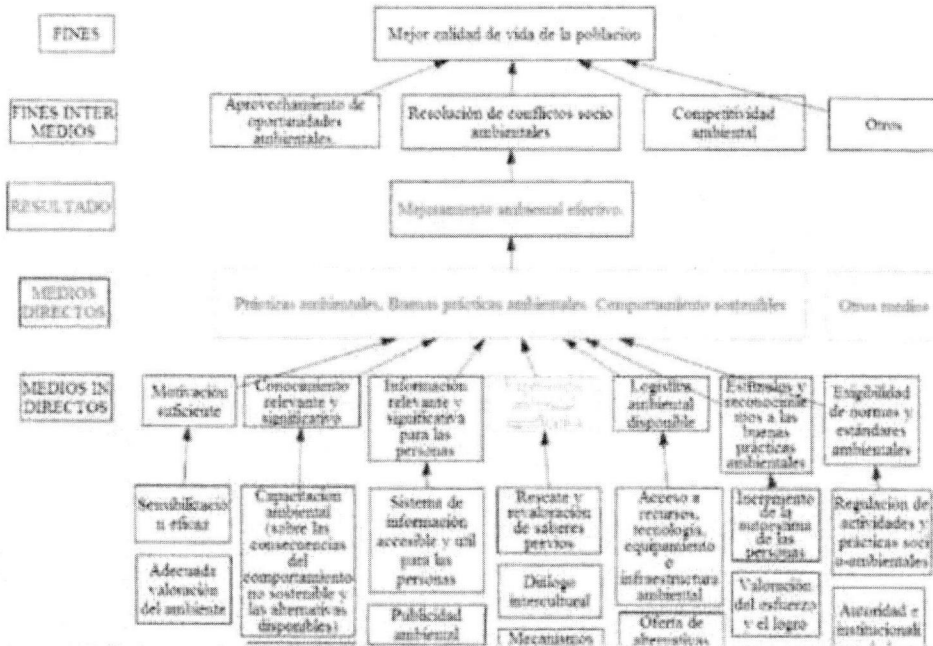 FINES
Mejor calidad de vida de la poblacion
FINES INTER
MEDIOS
Aprovechamiento de
oportunidades
ambientales.
Resolución de conflictos socio
ambientales
Competitividad
ambiental
Otros
RESULTADO
Mejoramiento ambiental efectivo.
MEDIOS
DIRECTOS
Prácticas ambientales, Buenas prácticas ambientales. Comportamiento sostenibles
Otros medios
MEDIOS IN
DIRECTOS
Motivación
suficiente
Conocimiento
relevante y
significativo
Información
relevante y
significativa
para las
personas
Logística
ambiental
disponible
Estímulos y
reconocimie
ntos a las
buenas
prácticas
ambientales
Exigibilidad
de normas y
estándares
ambientales
Sensibilizació
n eficaz
Capacitación
ambiental
(sobre las
consecuencias
del
comportamiento
no sostenible y
las alternativas
disponibles)
Sistema de
información
accesible y util
para las
personas
Rescate y
revaloración
de saberes
previos
Acceso a
recursos,
tecnología,
equipamiento
e
infraestructura
ambiental
Incremento
de la
autoestima
de las
personas
Regulación de
actividades y
prácticas soci
o-ambientales
Adecuada
valoración
del ambiente
Publicidad
ambiental
Diálogo
intercultural
Mecanismos
Oferta de
alternativas
Valoración
del esfuerzo
y el logro
Autoridad e
institucionali